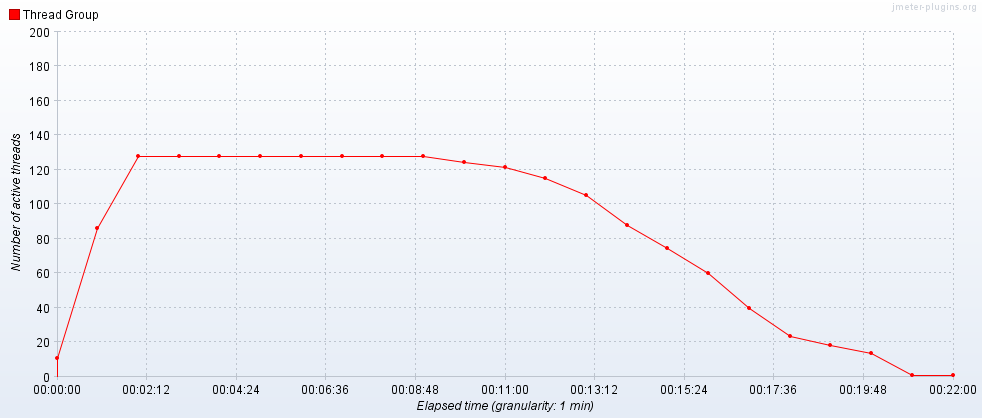 Thread Group
jmeter-plugins.org
200
180
160
140
120
100
80
60
40
20
0
Number of active threads
00:00:00 00:02:12 00:04:24 00:06:36 00:08:48 00:11:00 00:13:12 00:15:24 00:17:36 00:19:48 00:22:00
Elapsed time (granularity: 1 min)